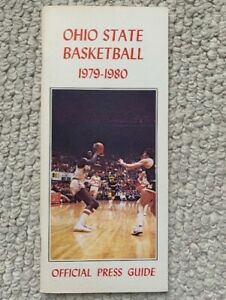 OHIO STATE
BASKETBALL
1979-1980
OFFICIAL PRESS GUIDE